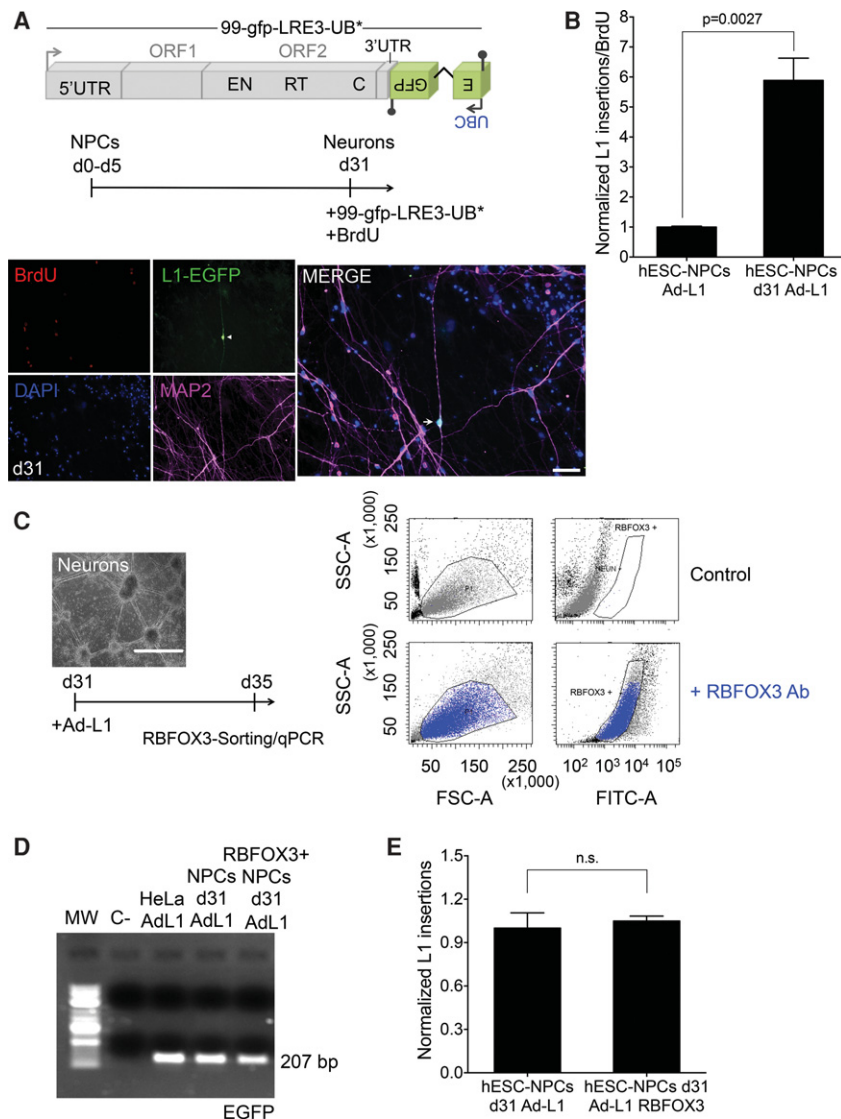 A
99-gfp-LRE3-UB*
ORF1
ORF2
3'UTR
5'UTR
EN
RT
C
GFP
E
UBC
NPCs
d0-d5
Neurons
d31
+99-gfp-LRE3-UB*
+BrdU
BrdU
L1-EGFP
MERGE
DAPI
MAP2
d31
B
p=0.0027
Normalized L1 insertions/BrdU
8
7
6
5
4
3
2
1
0
hESC-NPCs
Ad-L1
hESC-NPCs
d31 Ad-L1
C
Neurons
d31
d35
+Ad-L1
RBFOX3-Sorting/qPCR
SSC-A
(x1,000)
250
150
50
P1
RBFOX3 +
NEUN +
Control
SSC-A
(x1,000)
250
150
50
RBFOX3 +
+ RBFOX3 Ab
50 150 250
(x1,000)
FSC-A
10² 10³ 10⁴ 10⁵
FITC-A
D
MW
C-
HeLa
AdL1
NPCs
d31
AdL1
RBFOX3+
NPCs
d31
AdL1
207 bp
EGFP
E
n.s.
Normalized L1 insertions
1.5
1.2
0.9
0.6
0.3
0.0
hESC-NPCs
d31 Ad-L1
hESC-NPCs d31
Ad-L1 RBFOX3